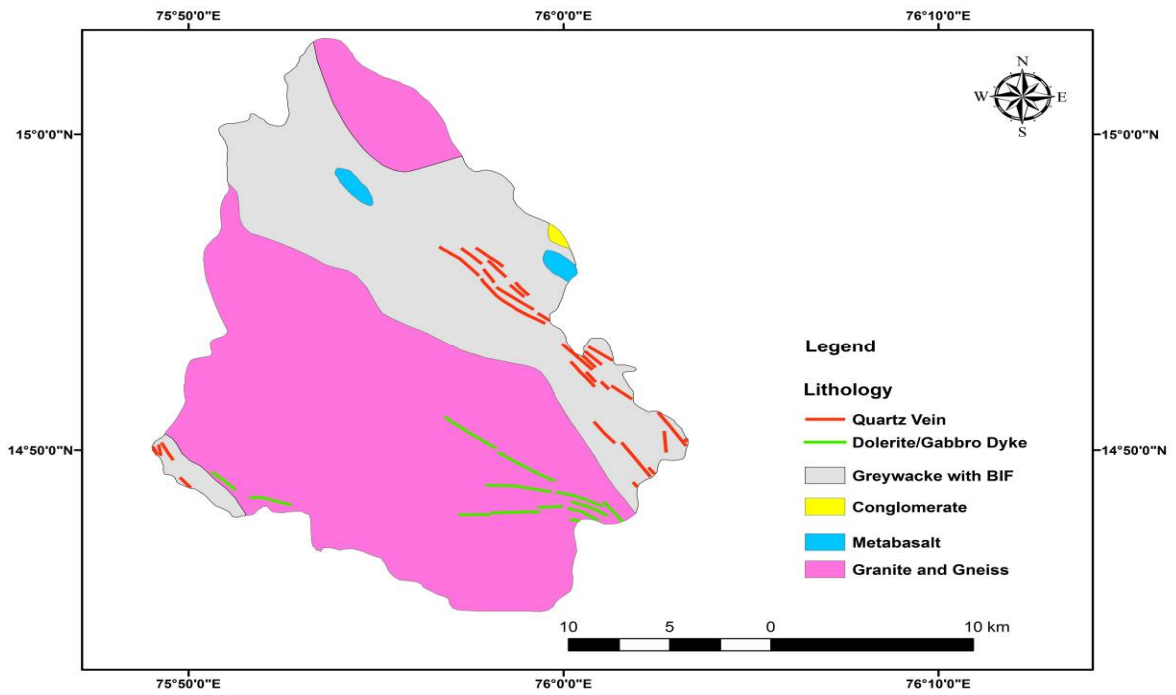 75°50'0"E 76°0'0"E 76°10'0"E
N
W E
S
15°0'0"N 15°0'0"N
Legend
Lithology
Quartz Vein
Dolerite/Gabbro Dyke
14°50'0"N 14°50'0"N
Greywacke with BIF
Conglomerate
Metabasalt
Granite and Gneiss
10 5 0 10 km
75°50'0"E 76°0'0"E 76°10'0"E